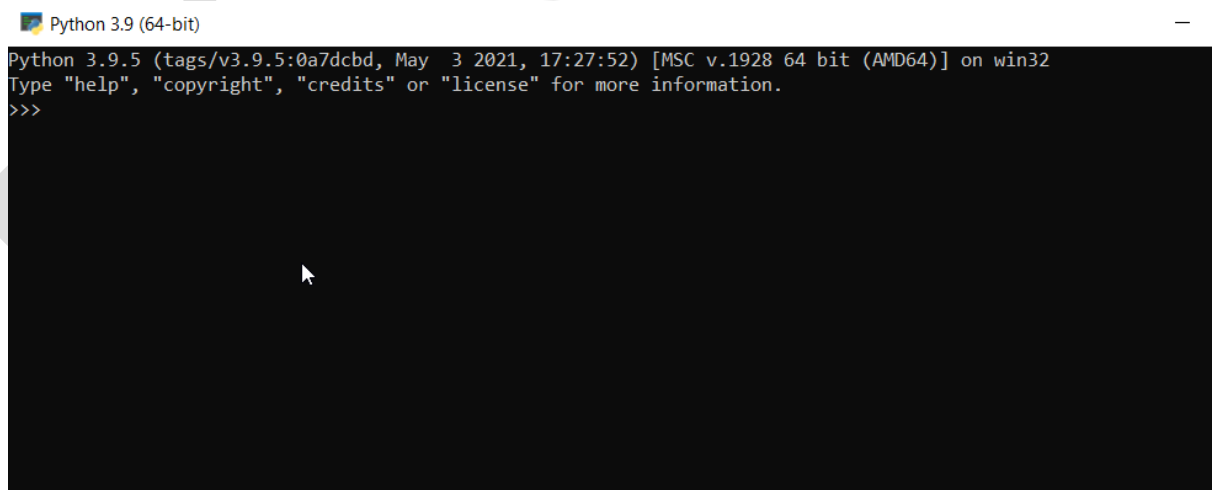 Python 3.9 (64-bit)
Python 3.9.5 (tags/v3.9.5:0a7dcbd, May  3 2021, 17:27:52) [MSC v.1928 64 bit (AMD64)] on win32
Type "help", "copyright", "credits" or "license" for more information.
>>>